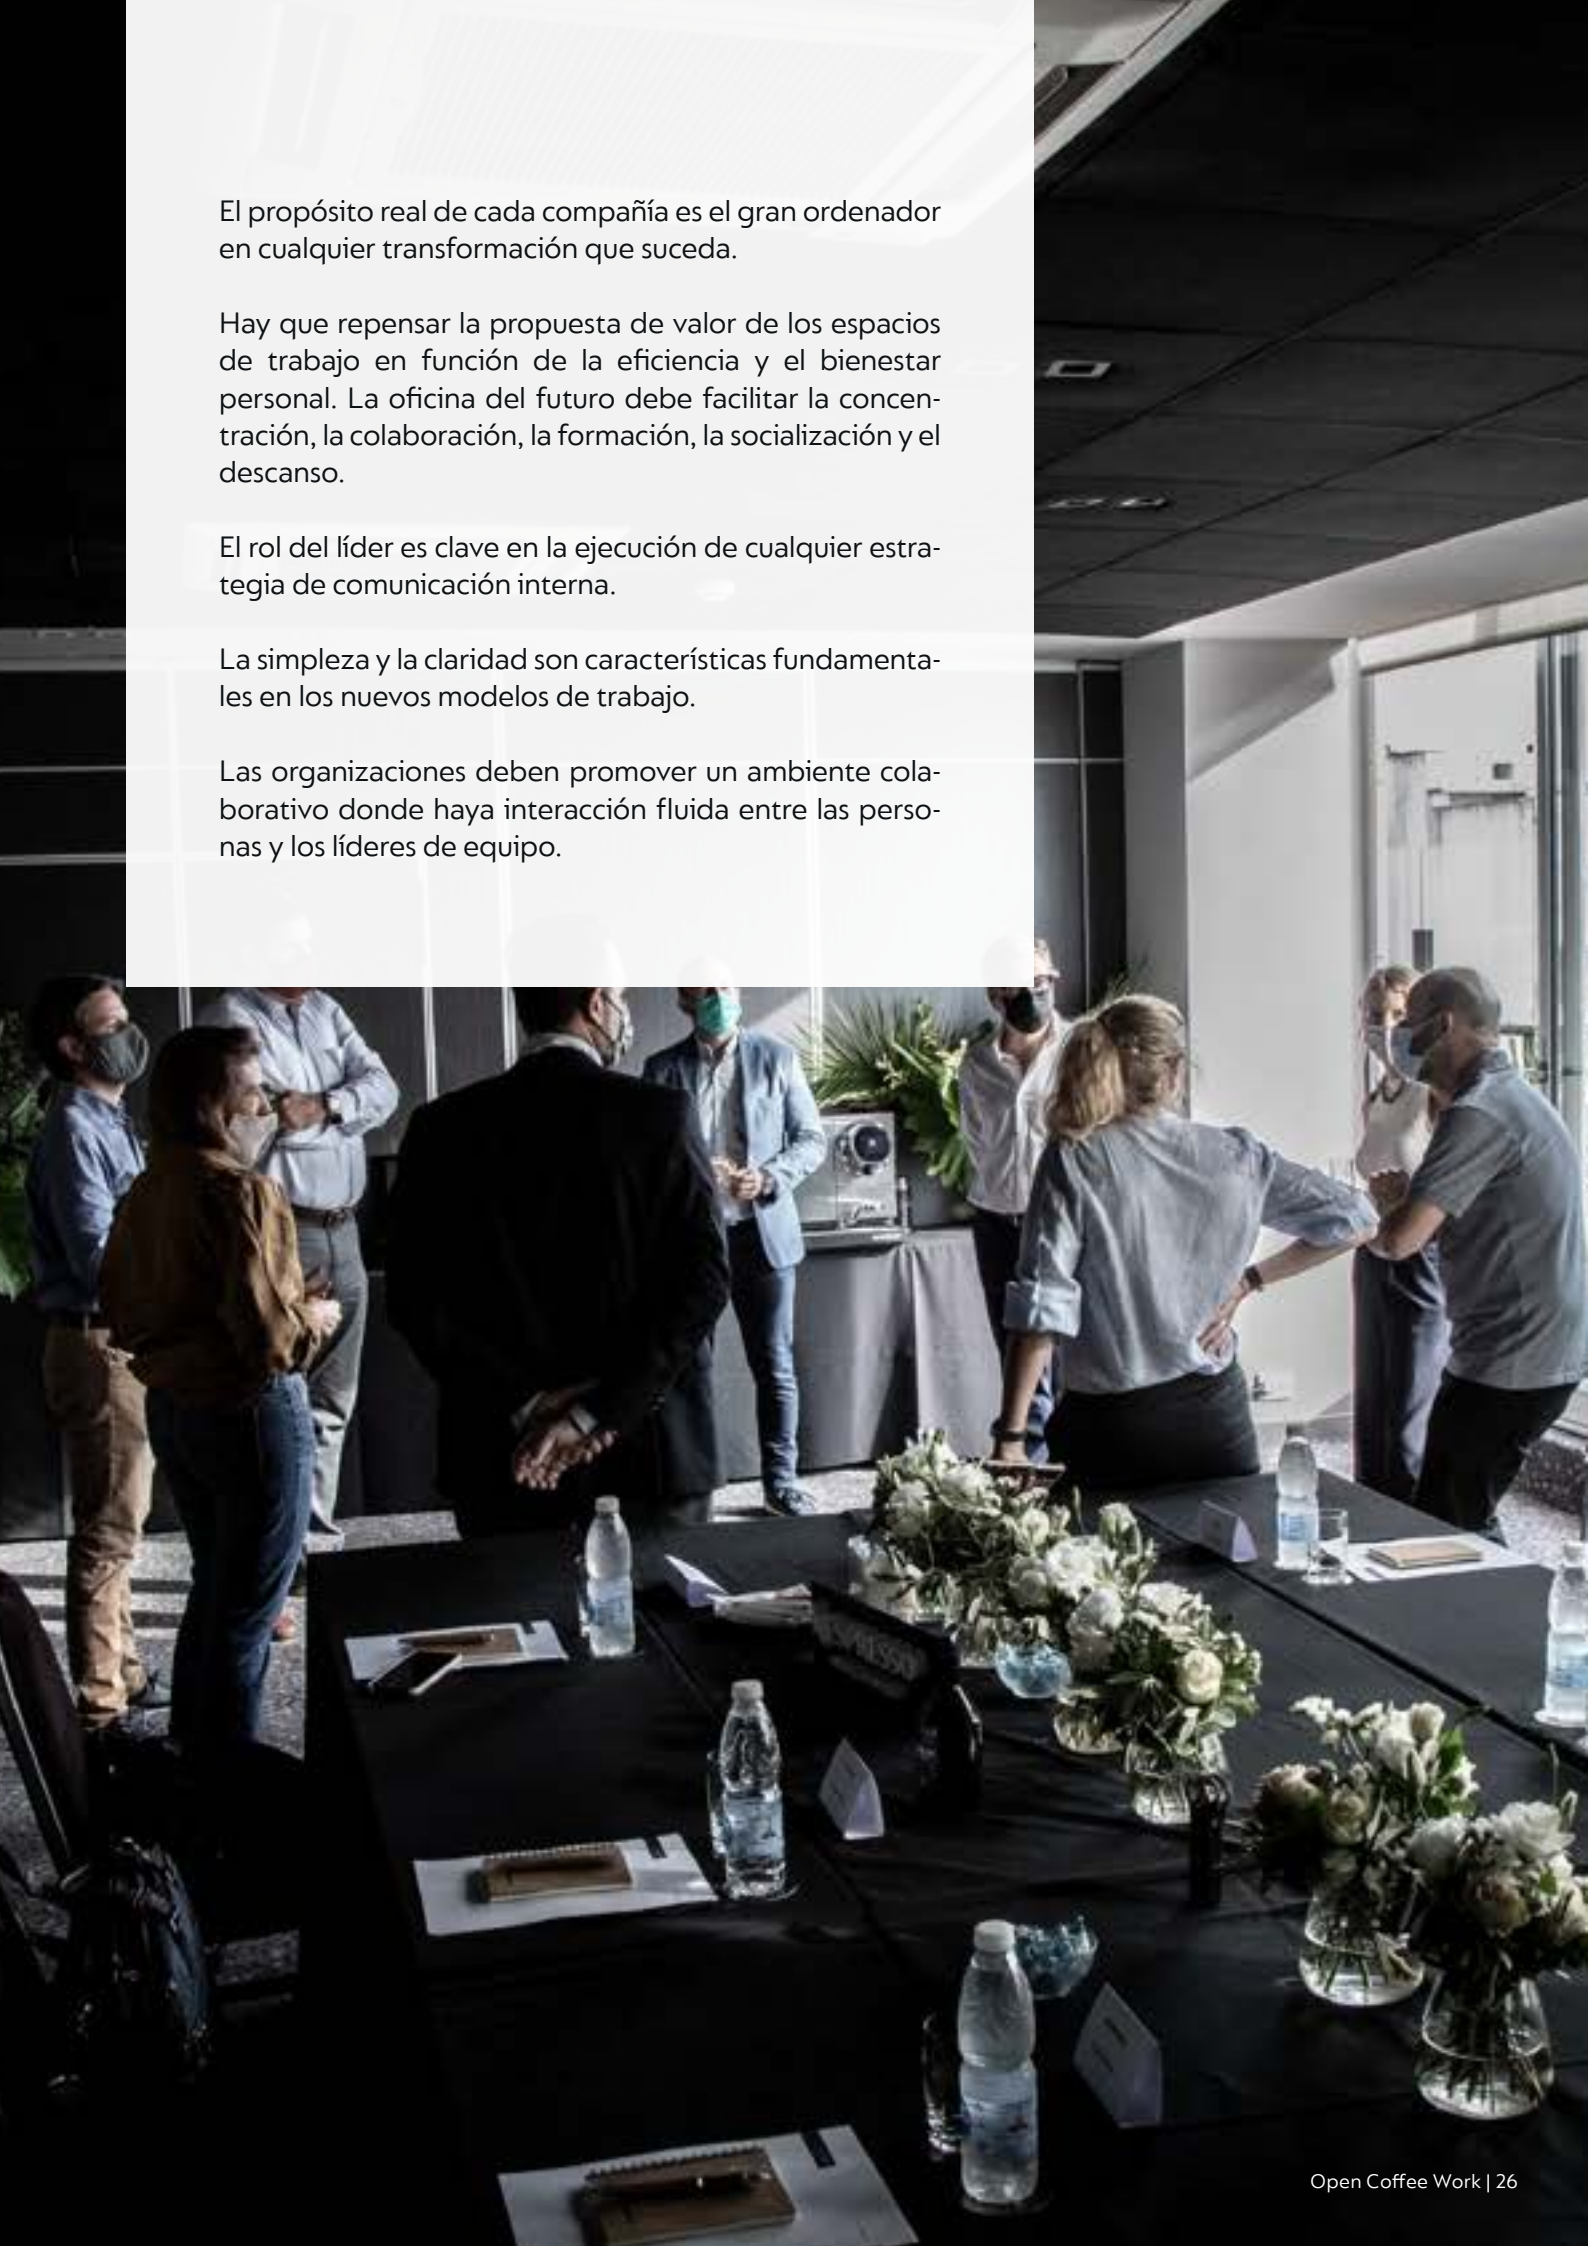 El propósito real de cada compañía es el gran ordenador
en cualquier transformación que suceda.
Hay que repensar la propuesta de valor de los espacios
de trabajo en función de la eficiencia y el bienestar
personal. La oficina del futuro debe facilitar la concen-
tración, la colaboración, la formación, la socialización y el
descanso.
El rol del líder es clave en la ejecución de cualquier estra-
tegia de comunicación interna.
La simpleza y la claridad son características fundamenta-
les en los nuevos modelos de trabajo.
Las organizaciones deben promover un ambiente cola-
borativo donde haya interacción fluida entre las perso-
nas y los líderes de equipo.
Open Coffee Work | 26